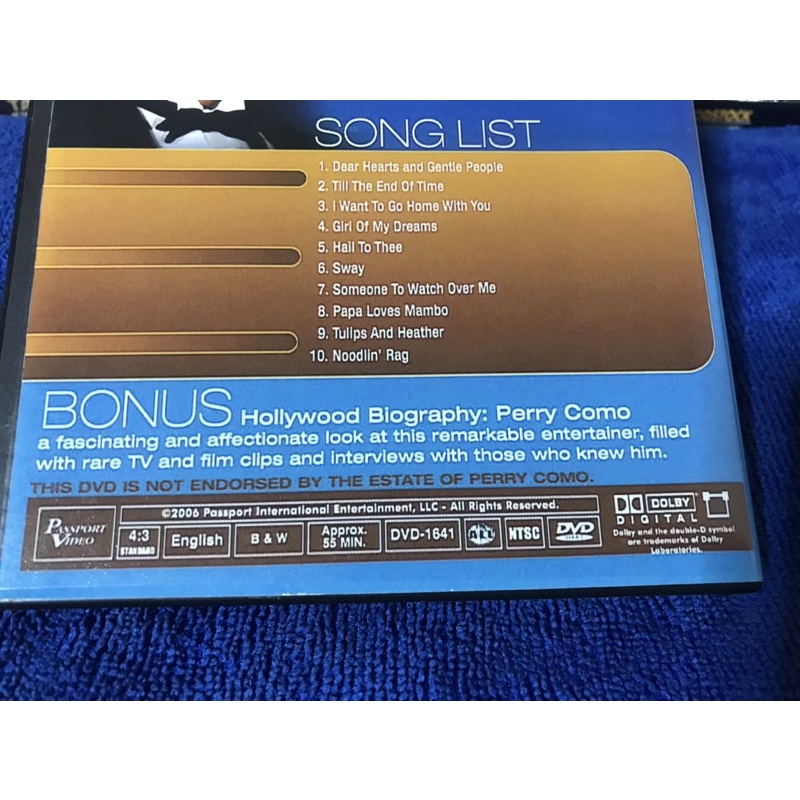 SONG LIST
1. Dear Hearts and Gentle People
2. Till The End Of Time
3. I Want To Go Home With You
4. Girl Of My Dreams
5. Hail To Thee
6. Sway
7. Someone To Watch Over Me
8. Papa Loves Mambo
9. Tulips And Heather
10. Noodlin' Rag
BONUS Hollywood Biography: Perry Como
a fascinating and affectionate look at this remarkable entertainer, filled
with rare TV and film clips and interviews with those who knew him.
THIS DVD IS NOT ENDORSED BY THE ESTATE OF PERRY COMO.
©2006 Passport International Entertainment, LLC - All Rights Reserved.
PASSPORT
VIDEO
4:3
STANDARD
English
B & W
Approx.
55 MIN.
DVD-1641
ALL
NTSC
DVD
DOLBY
DIGITAL
Dolby and the double-D symbol
are trademarks of Dolby
Laboratories.